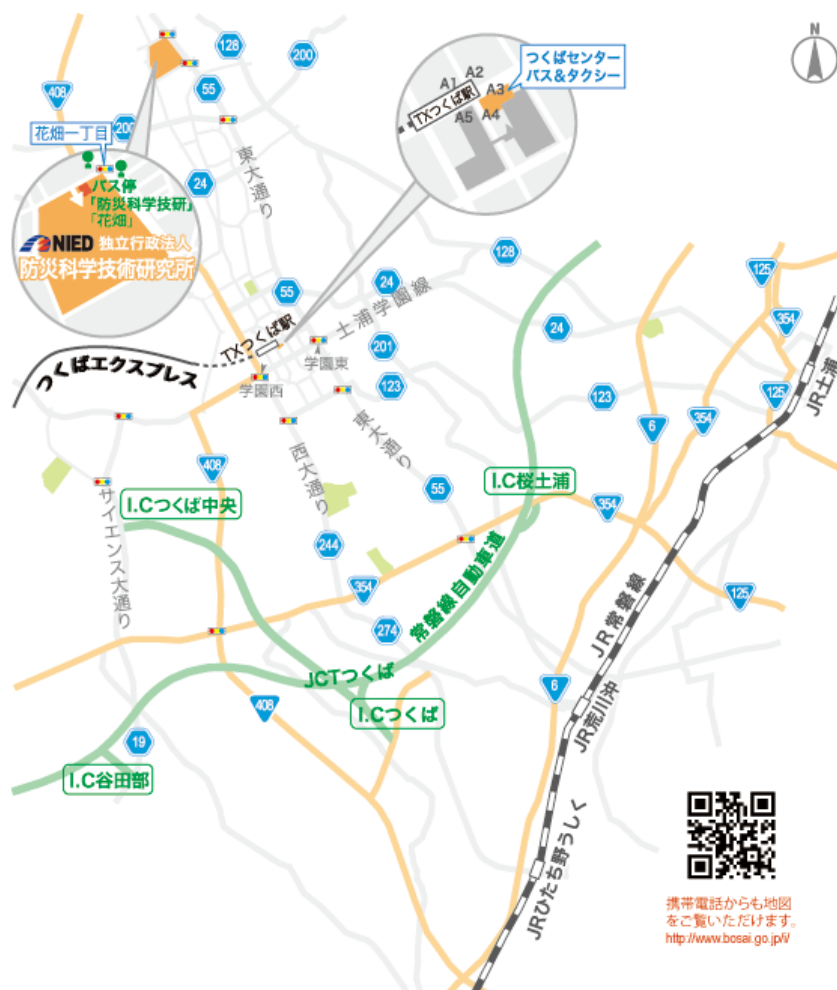 N
128
200
つくばセンター
バス&タクシー
A1
A2
A3
A4
A5
TXつくば駅
408
55
200
花畑一丁目
バス停
「防災科学技研」
「花畑」
NIED 独立行政法人
防災科学技術研究所
24
東大通り
128
125
55
24
土浦学園線
354
24
TXつくば駅
学園東
201
つくばエクスプレス
学園西
123
123
125
JR土浦
6
354
東大通り
408
西大通り
55
I.C桜土浦
I.Cつくば中央
サイエンス大通り
354
244
常磐線自動車道
354
125
JR常磐線
274
JCTつくば
6
I.Cつくば
408
JR荒川沖
19
I.C谷田部
JRひたち野うしく
携帯電話からも地図
をご覧いただけます。
http://www.bosai.go.jp/i/